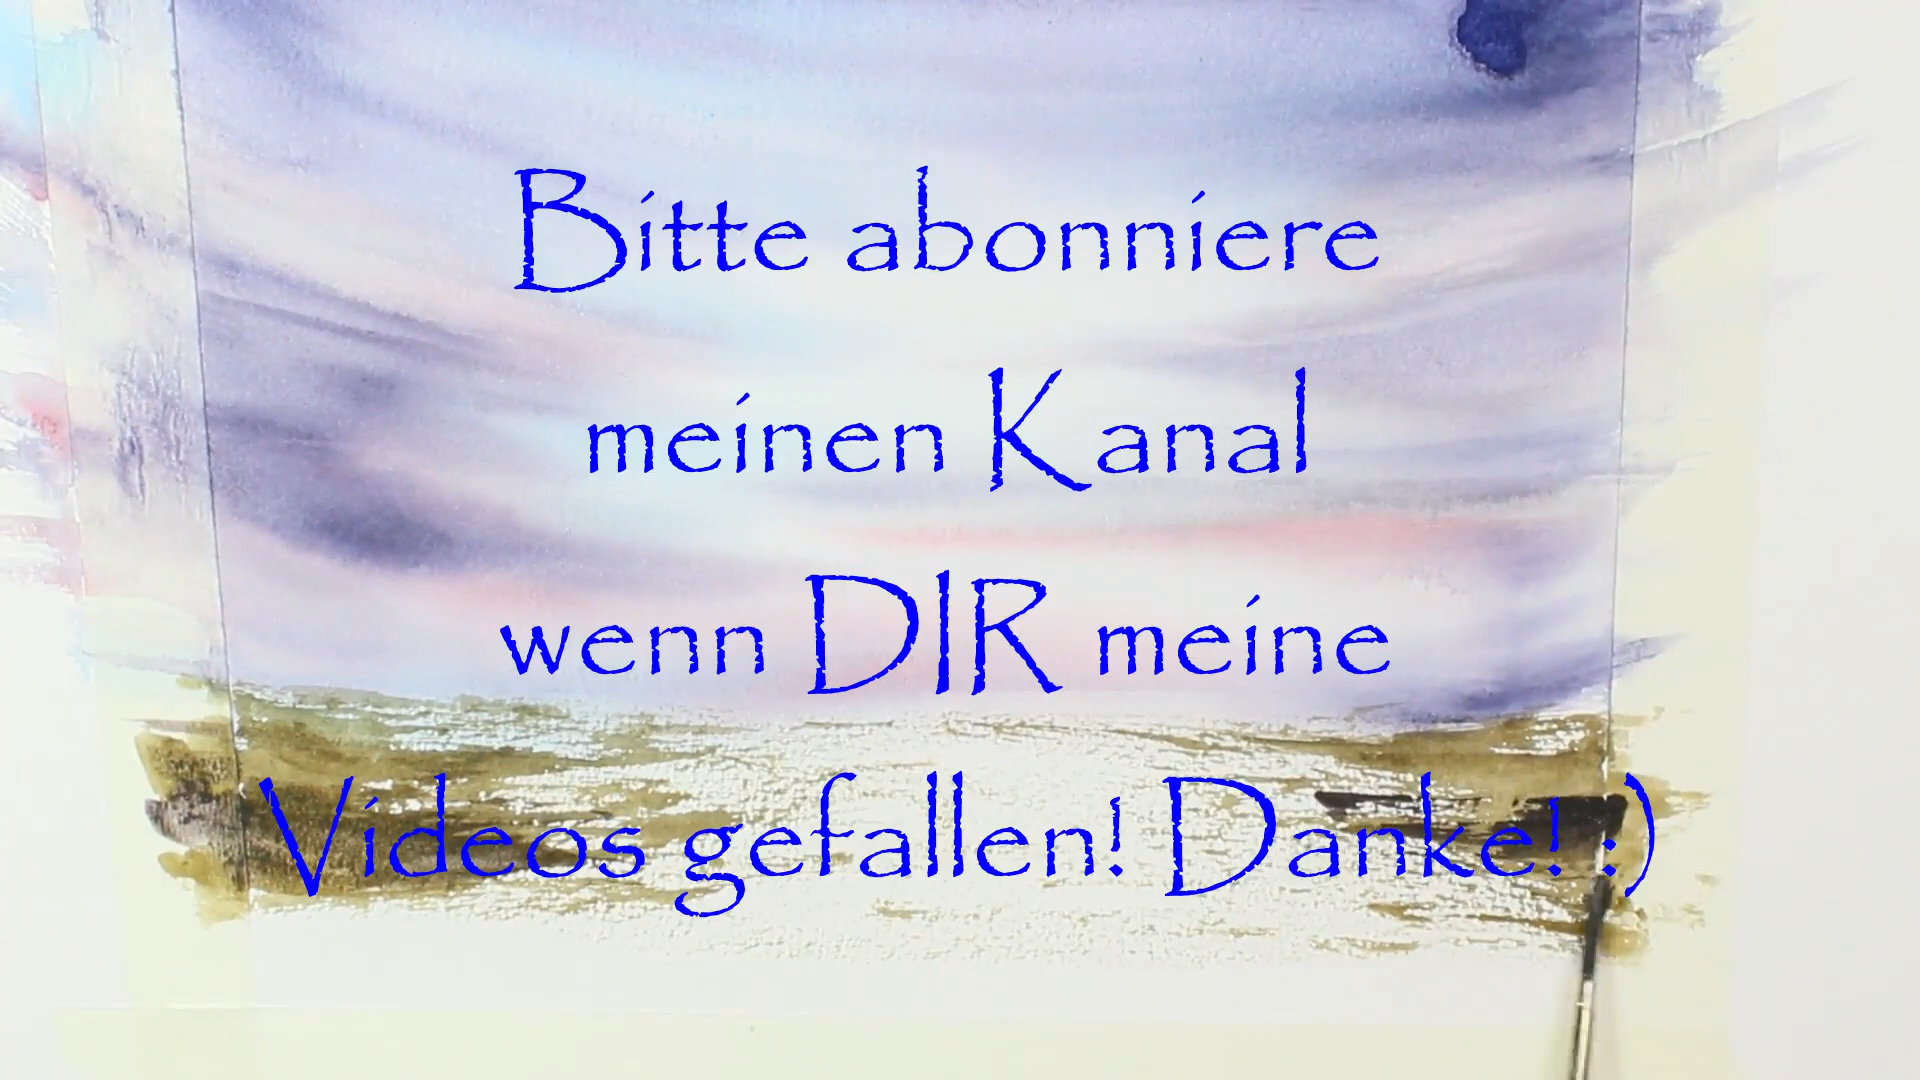 Bitte abonniere
meinen Kanal
wenn DIR meine
Videos gefallen! Danke! :)